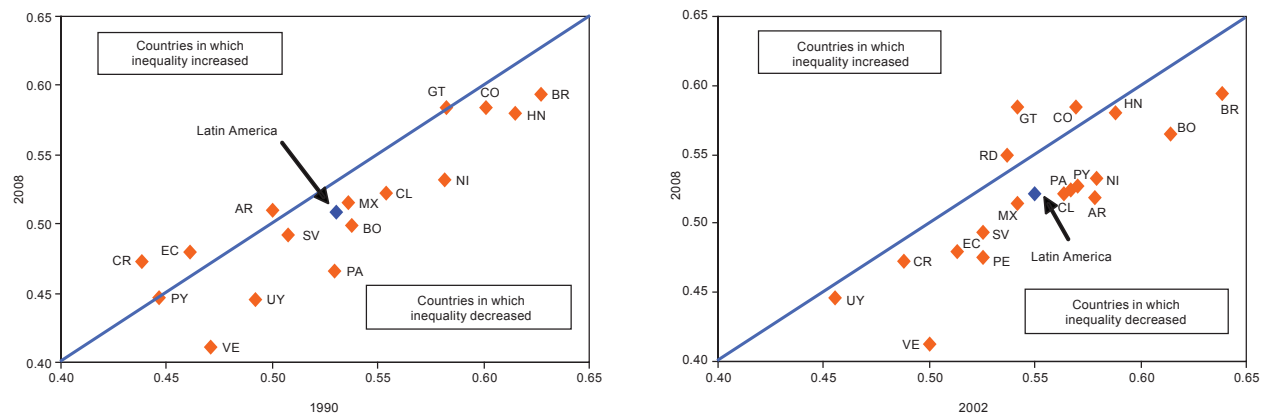 0.65
Countries in which
inequality increased
0.60
GT
CO
BR
HN
Latin America
0.55
2008
NI
CL
MX
AR
0.50
BO
SV
EC
CR
PA
0.45
PY
UY
Countries in which
inequality decreased
VE
0.40
0.40
0.45
0.50
0.55
0.60
0.65
1990
0.65
Countries in which
inequality increased
0.60
HN
GT
CO
BR
BO
0.55
RD
2008
PA
PY
NI
CL
AR
MX
0.50
SV
EC
PE
CR
Latin America
0.45
UY
Countries in which
inequality decreased
VE
0.40
0.40
0.45
0.50
0.55
0.60
0.65
2002